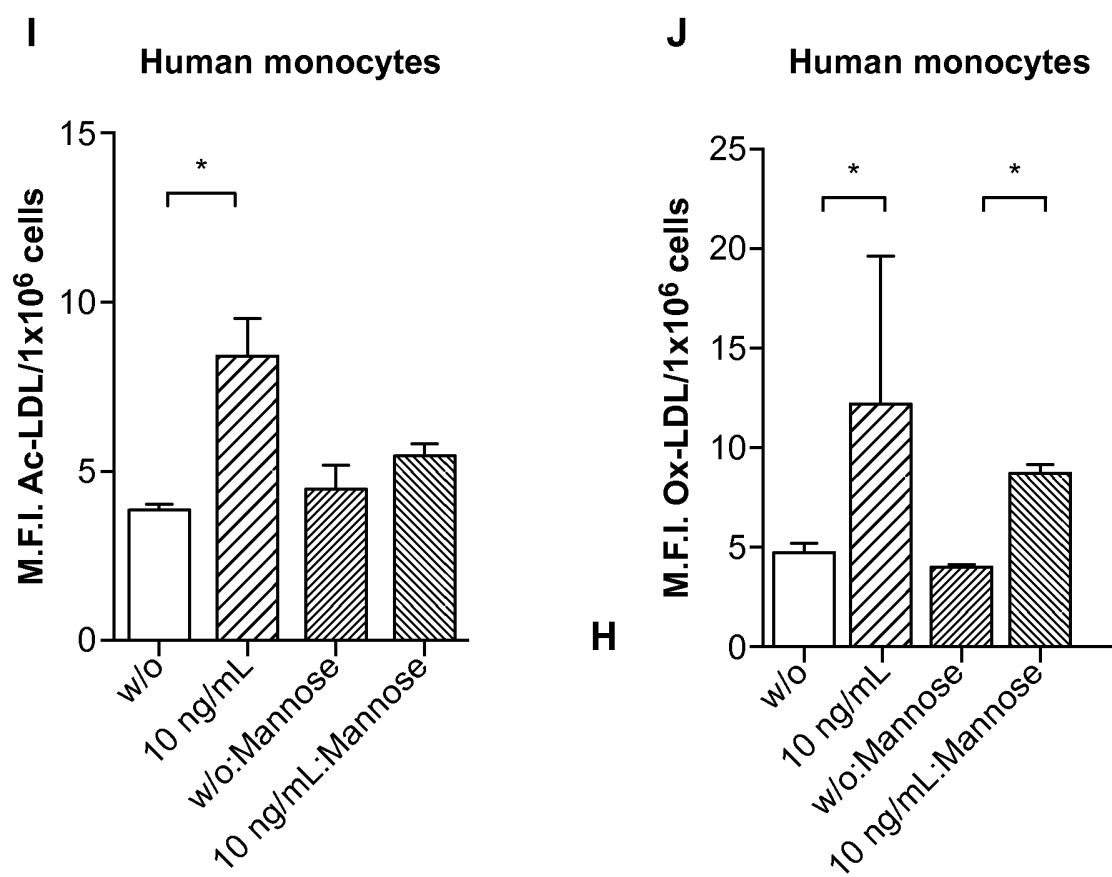 I
Human monocytes
M.F.I. Ac-LDL/1x10⁶ cells
15
10
5
0
*
w/o
10 ng/mL
w/o:Mannose
10 ng/mL:Mannose
H
J
Human monocytes
M.F.I. Ox-LDL/1x10⁶ cells
25
20
15
10
5
0
*
*
w/o
10 ng/mL
w/o:Mannose
10 ng/mL:Mannose